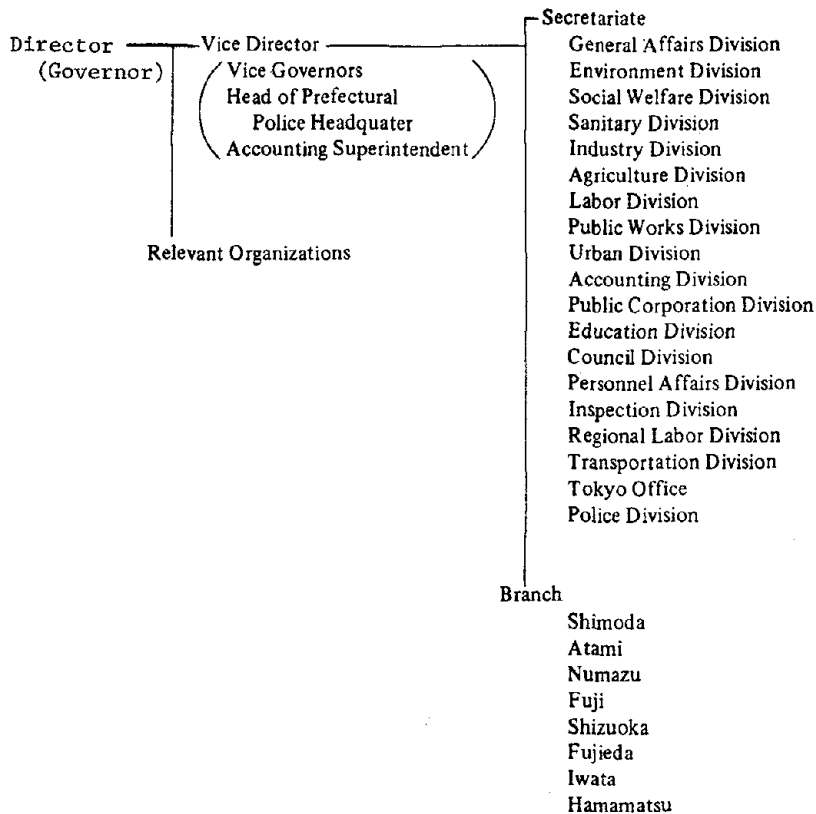 Director
(Governor)
Vice Director
Vice Governors
Head of Prefectural
Police Headquater
Accounting Superintendent
Relevant Organizations
Secretariate
General Affairs Division
Environment Division
Social Welfare Division
Sanitary Division
Industry Division
Agriculture Division
Labor Division
Public Works Division
Urban Division
Accounting Division
Public Corporation Division
Education Division
Council Division
Personnel Affairs Division
Inspection Division
Regional Labor Division
Transportation Division
Tokyo Office
Police Division
Branch
Shimoda
Atami
Numazu
Fuji
Shizuoka
Fujieda
Iwata
Hamamatsu